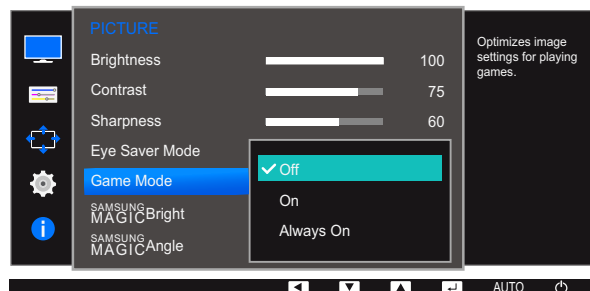 PICTURE
Brightness 100
Contrast 75
Sharpness 60
Eye Saver Mode
Game Mode
SAMSUNG
MAGICBright
SAMSUNG
MAGICAngle
Off
On
Always On
Optimizes image
settings for playing
games.
AUTO